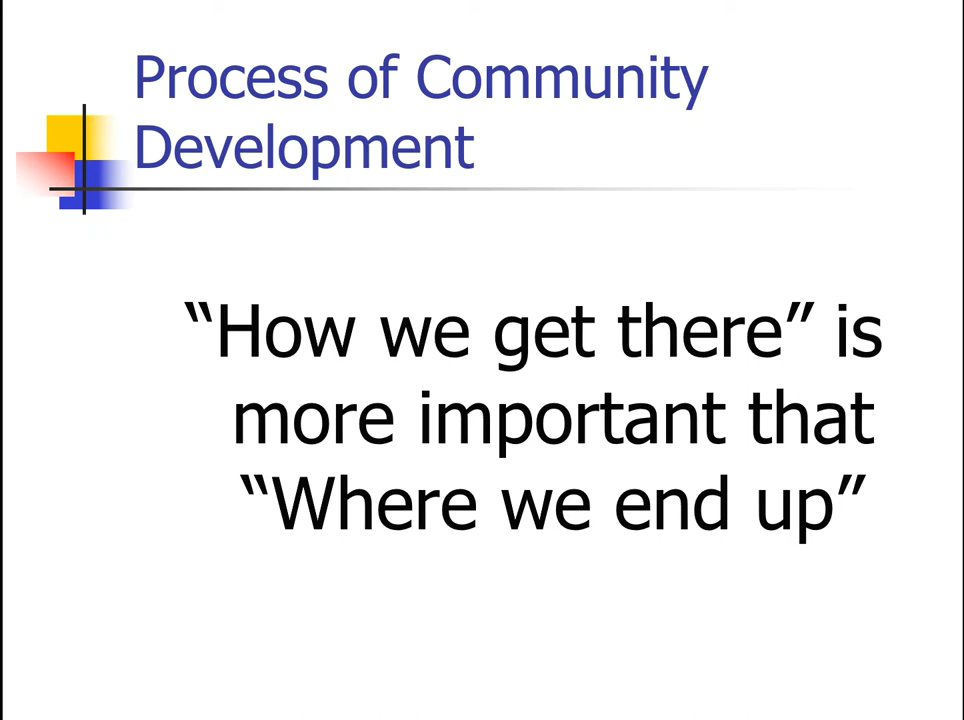 Process of Community
Development
“How we get there” is
more important that
“Where we end up”